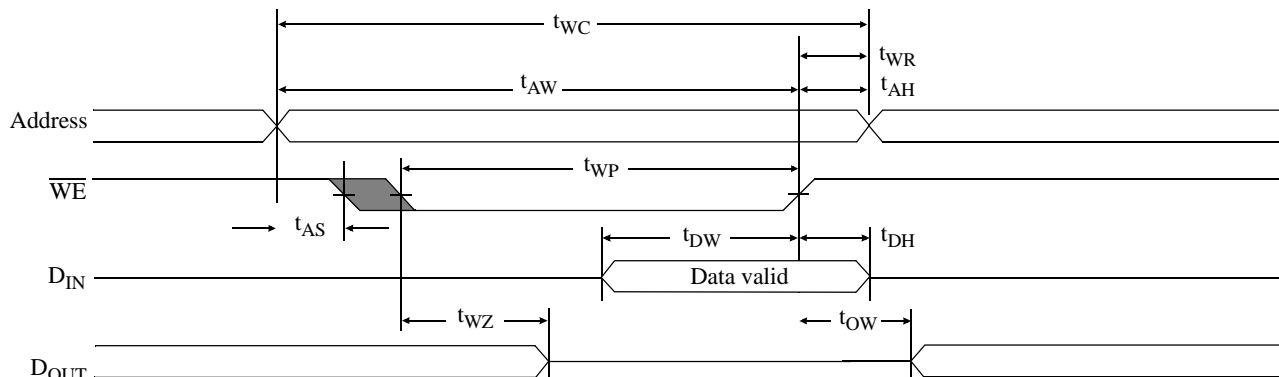 tWC
tWR
tAW
tAH
Address
tWP
WE
tAS
tDW
tDH
DIN
Data valid
tWZ
tOW
DOUT